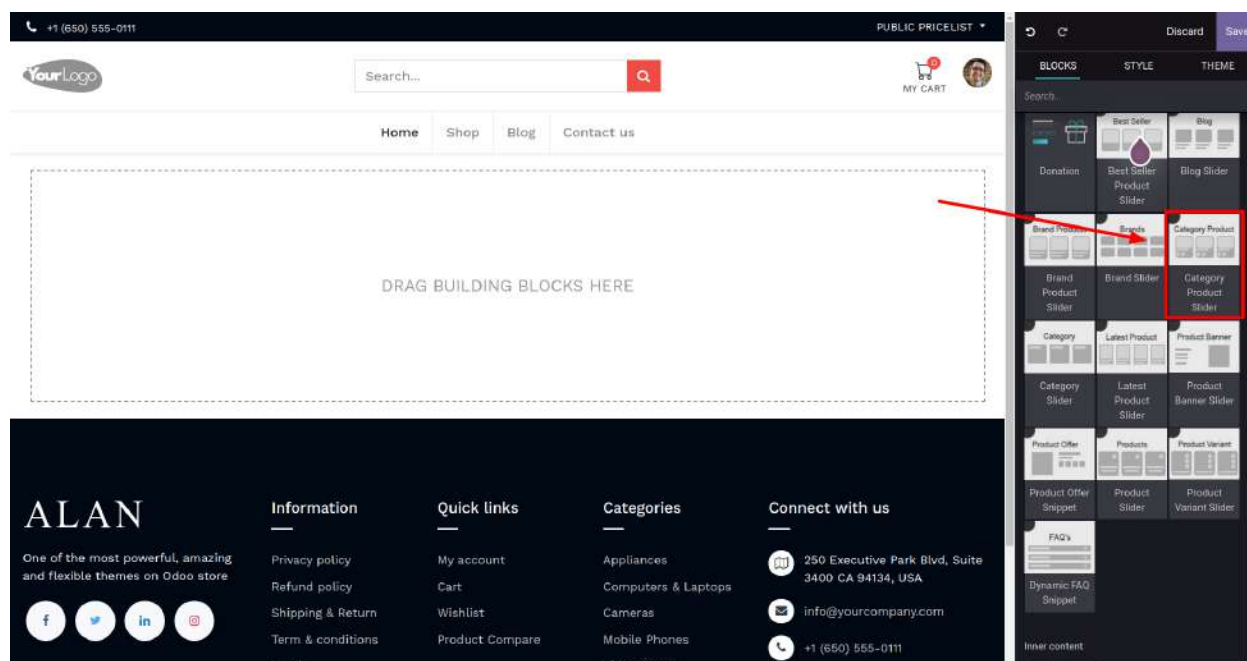 +1 (650) 555-0111
PUBLIC PRICELIST
YourLogo
Search...
0
MY CART
Home
Shop
Blog
Contact us
DRAG BUILDING BLOCKS HERE
ALAN
One of the most powerful, amazing
and flexible themes on Odoo store
Information
Privacy policy
Refund policy
Shipping & Return
Term & conditions
Quick links
My account
Cart
Wishlist
Product Compare
Categories
Appliances
Computers & Laptops
Cameras
Mobile Phones
Connect with us
250 Executive Park Blvd, Suite
3400 CA 94134, USA
info@yourcompany.com
+1 (650) 555-0111
Discard
Save
BLOCKS
STYLE
THEME
Search..
Donation
Best Seller
Best Seller
Product
Slider
Blog
Blog Slider
Brand Products
Brand
Product
Slider
Brands
Brand Slider
Category Product
Category
Product
Slider
Category
Category
Slider
Latest Product
Latest
Product
Slider
Product Banner
Product
Banner Slider
Product Offer
Product Offer
Snippet
Products
Product
Slider
Product Variant
Product
Variant Slider
FAQ's
Dynamic FAQ
Snippet
Inner content